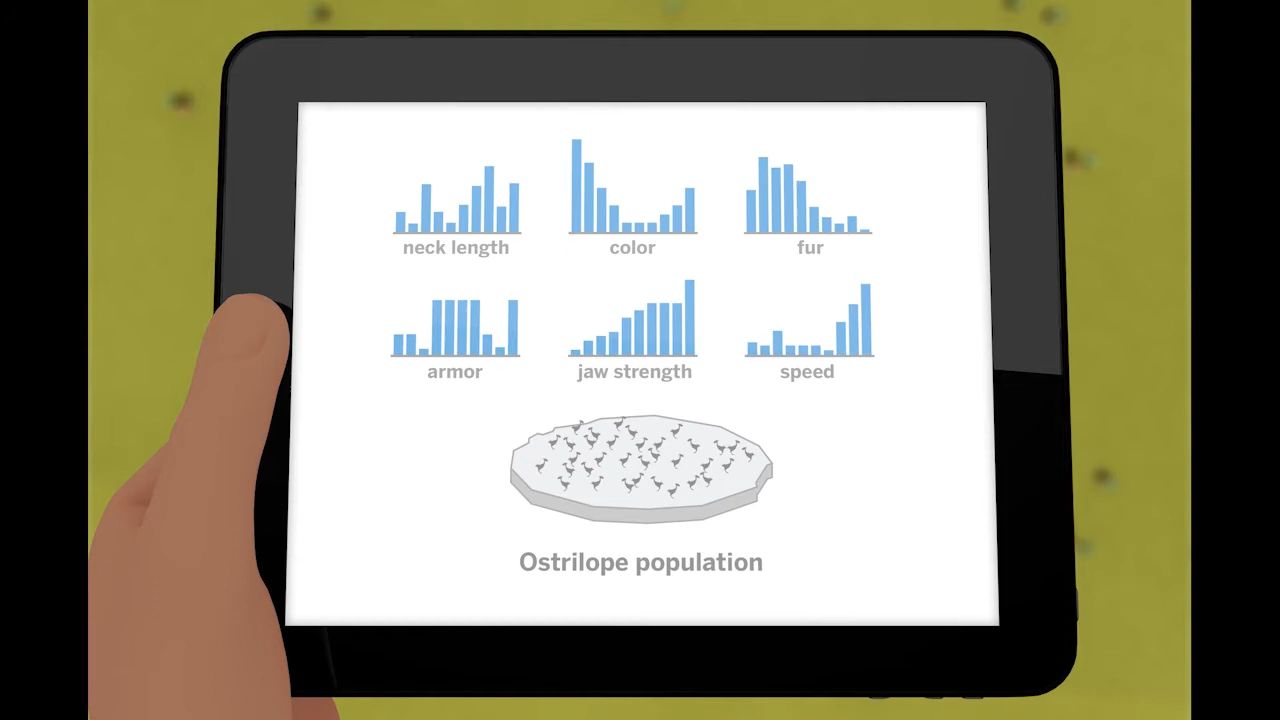 neck length
color
fur
armor
jaw strength
speed
Ostrilope population